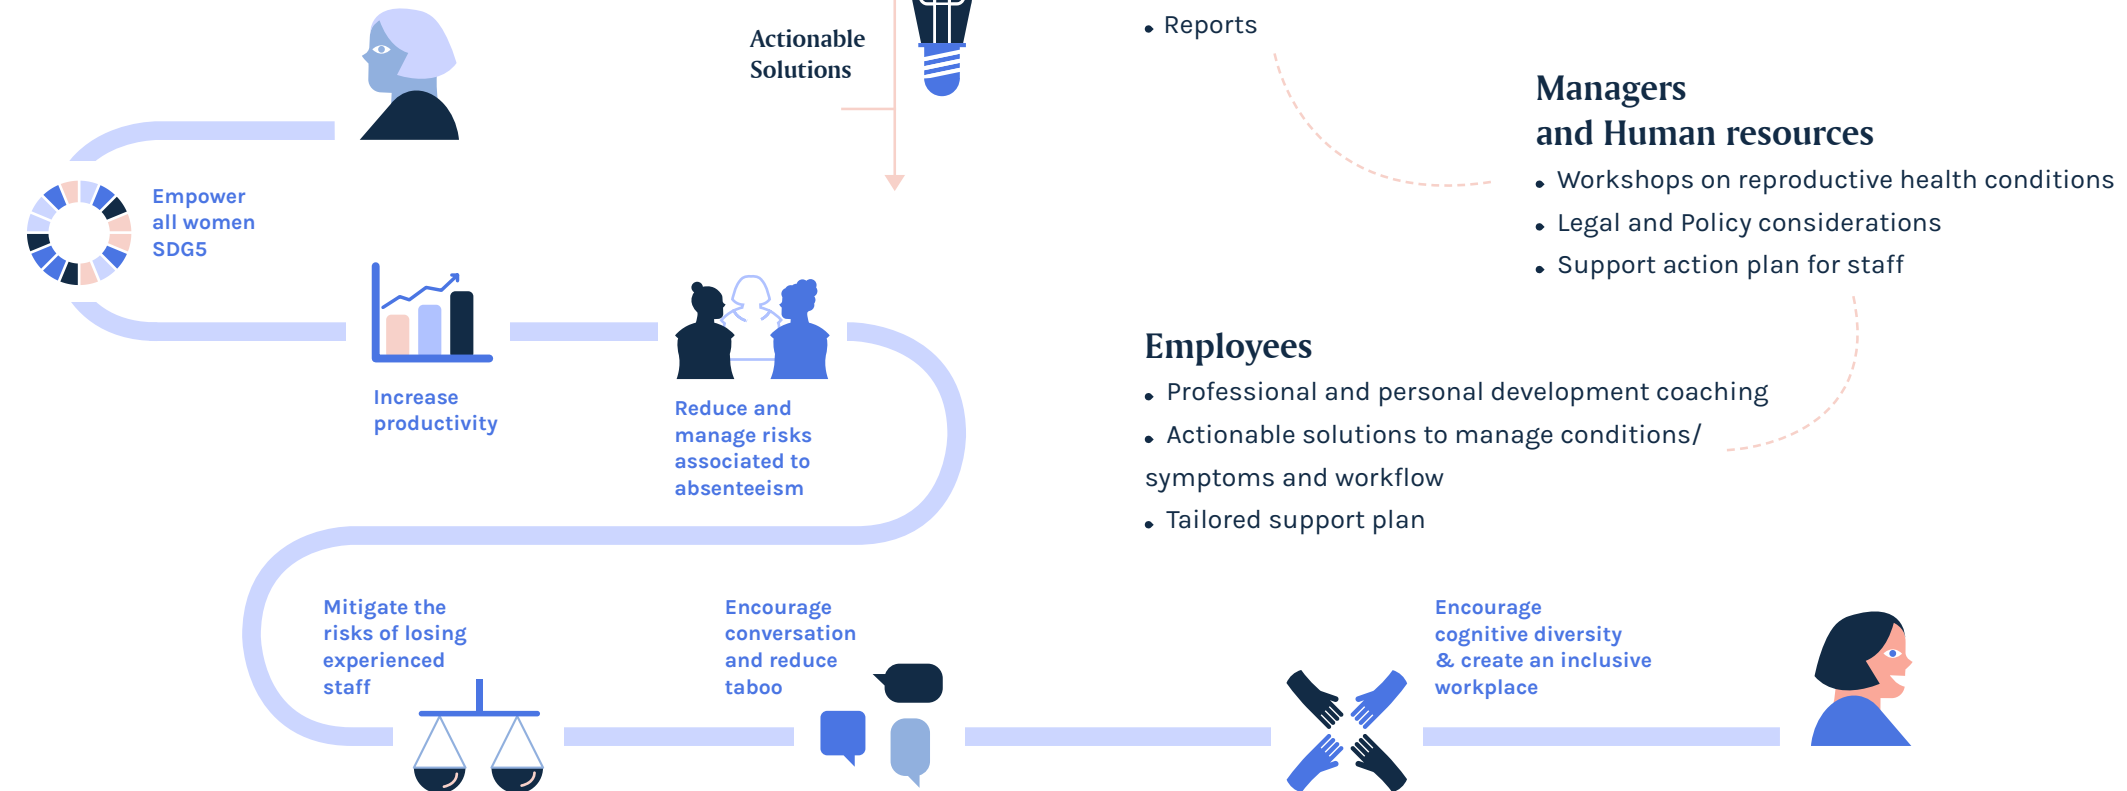 Actionable
Solutions
• Reports
Managers
and Human resources
• Workshops on reproductive health conditions
• Legal and Policy considerations
• Support action plan for staff
Empower
all women
SDG5
Increase
productivity
Reduce and
manage risks
associated to
absenteeism
Employees
• Professional and personal development coaching
• Actionable solutions to manage conditions/
symptoms and workflow
• Tailored support plan
Mitigate the
risks of losing
experienced
staff
Encourage
conversation
and reduce
taboo
Encourage
cognitive diversity
& create an inclusive
workplace